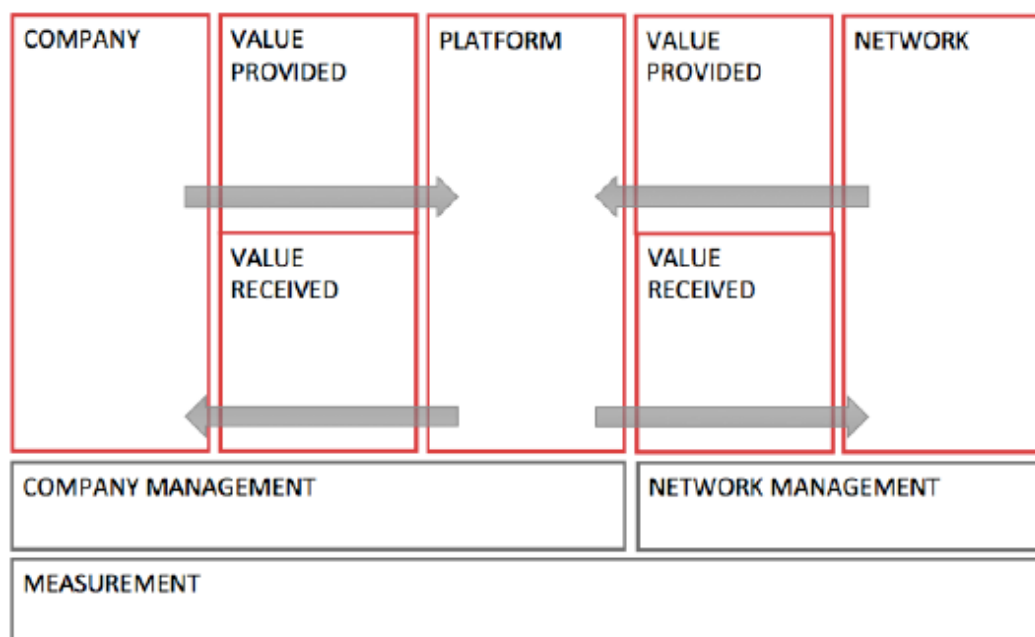 COMPANY
VALUE
PROVIDED
PLATFORM
VALUE
PROVIDED
NETWORK
VALUE
RECEIVED
VALUE
RECEIVED
COMPANY MANAGEMENT
NETWORK MANAGEMENT
MEASUREMENT